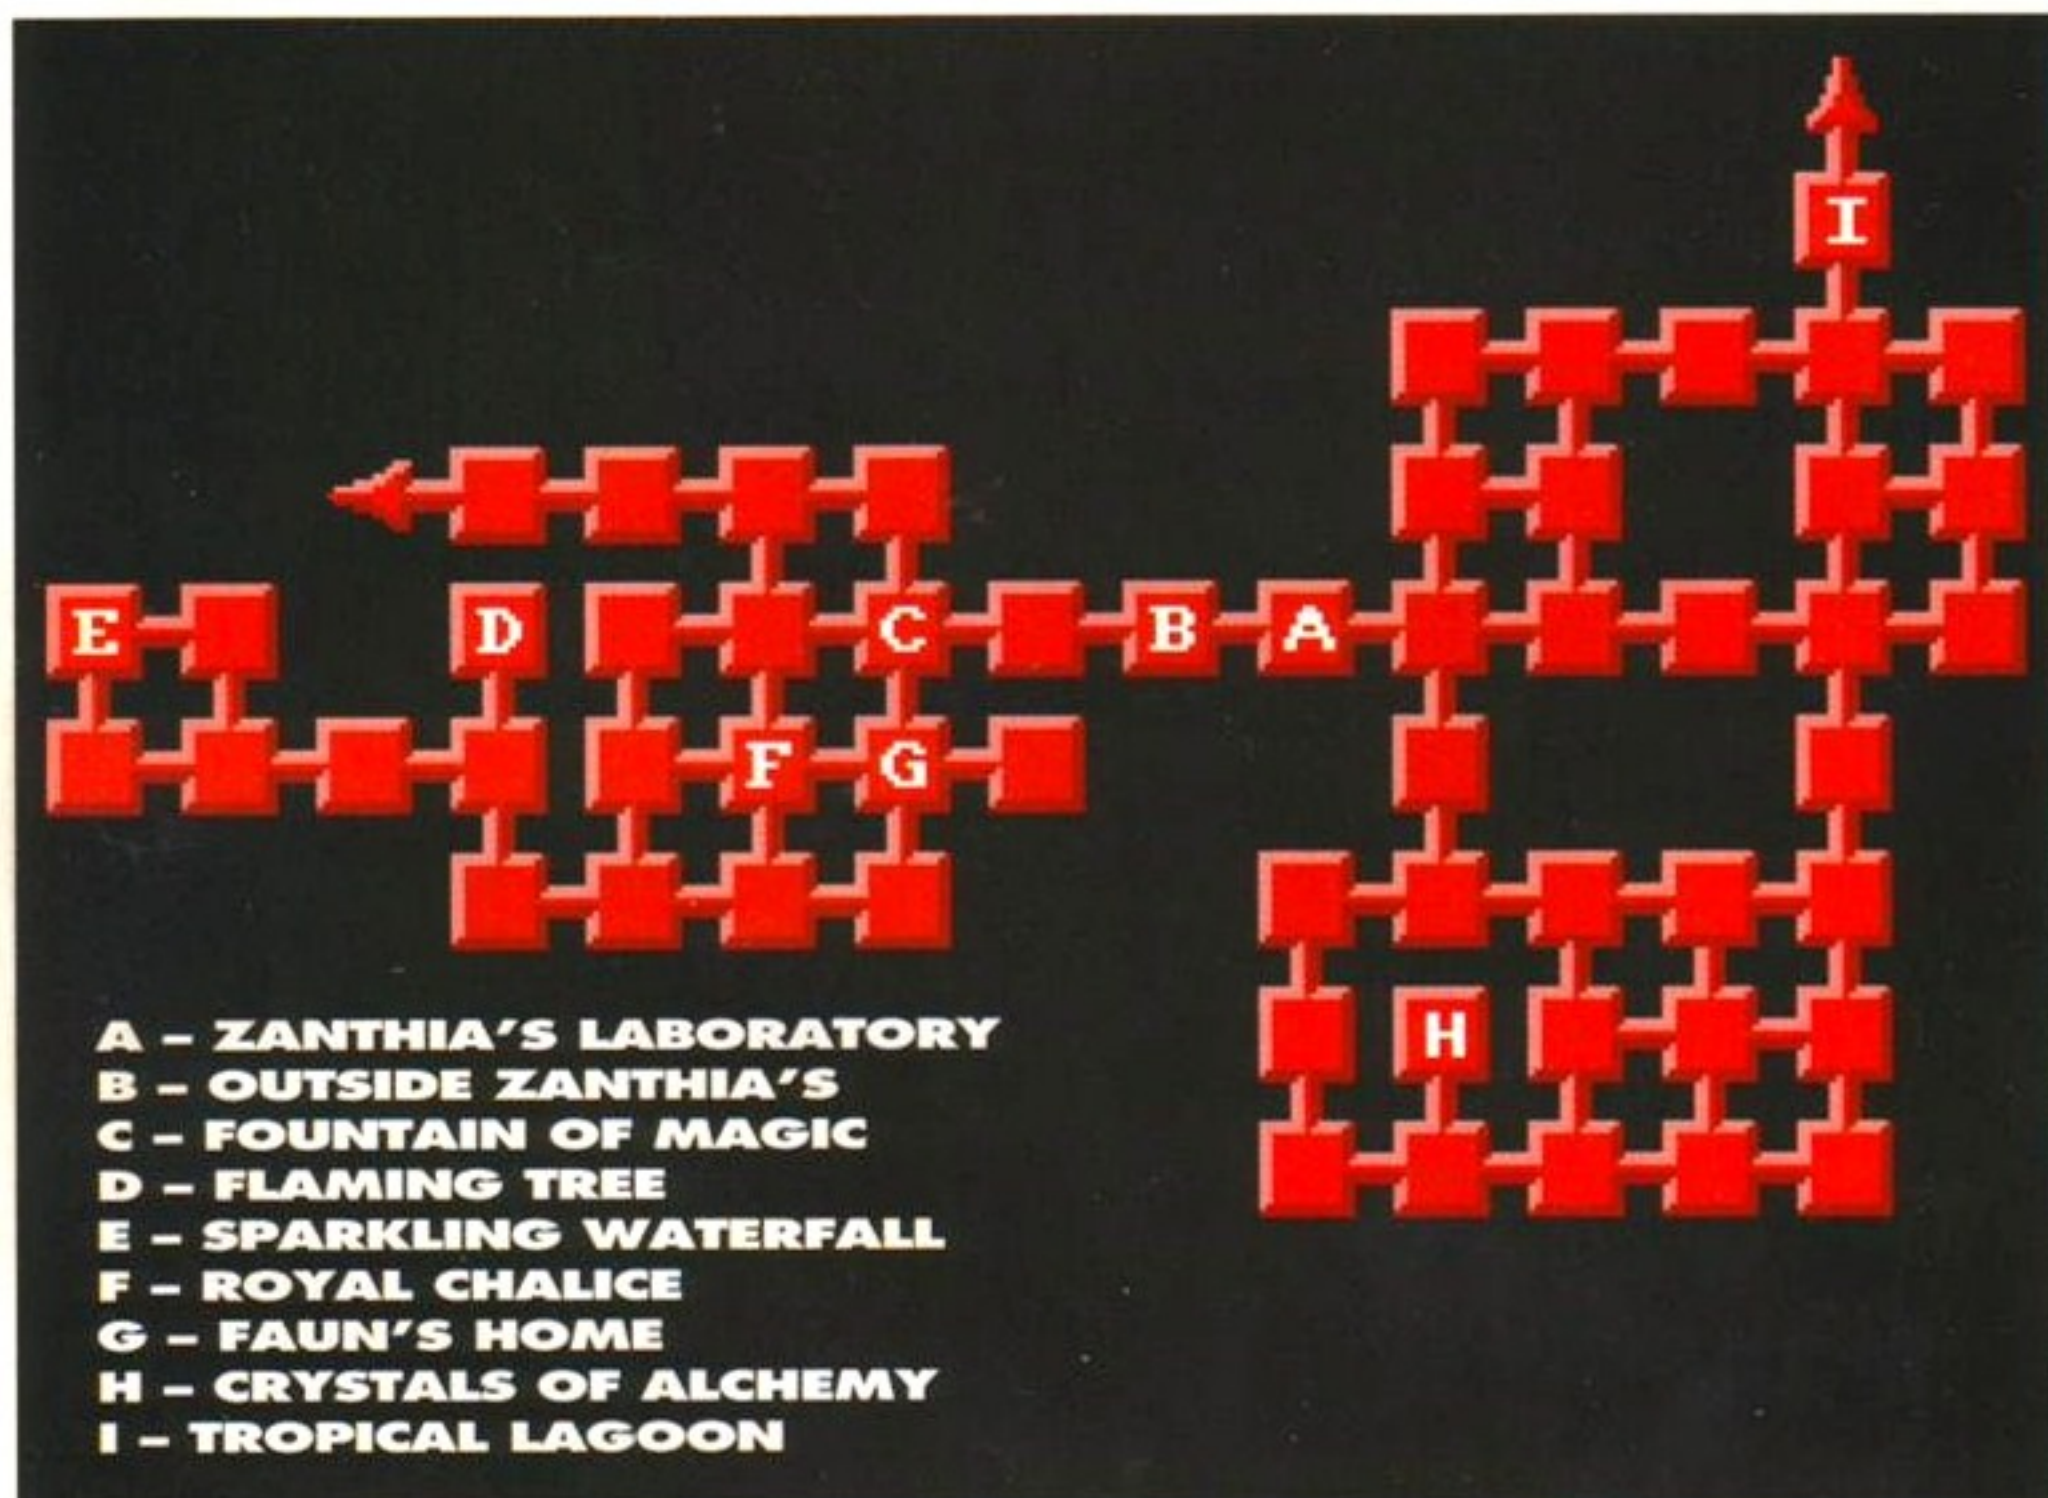 I
E
D
C
B
A
F
G
H
A – ZANTHIA'S LABORATORY
B – OUTSIDE ZANTHIA'S
C – FOUNTAIN OF MAGIC
D – FLAMING TREE
E – SPARKLING WATERFALL
F – ROYAL CHALICE
G – FAUN'S HOME
H – CRYSTALS OF ALCHEMY
I – TROPICAL LAGOON